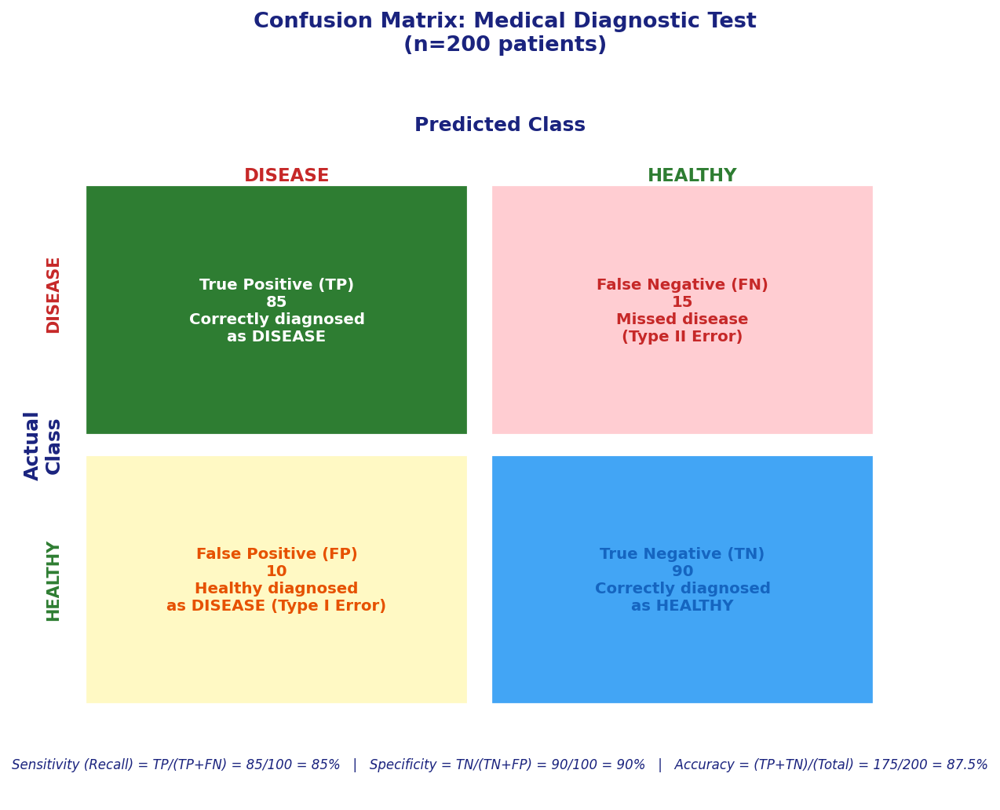 Confusion Matrix: Medical Diagnostic Test
(n=200 patients)
Predicted Class
DISEASE
HEALTHY
Actual
Class
DISEASE
True Positive (TP)
85
Correctly diagnosed
as DISEASE
False Negative (FN)
15
Missed disease
(Type II Error)
HEALTHY
False Positive (FP)
10
Healthy diagnosed
as DISEASE (Type I Error)
True Negative (TN)
90
Correctly diagnosed
as HEALTHY
Sensitivity (Recall) = TP/(TP+FN) = 85/100 = 85% | Specificity = TN/(TN+FP) = 90/100 = 90% | Accuracy = (TP+TN)/(Total) = 175/200 = 87.5%